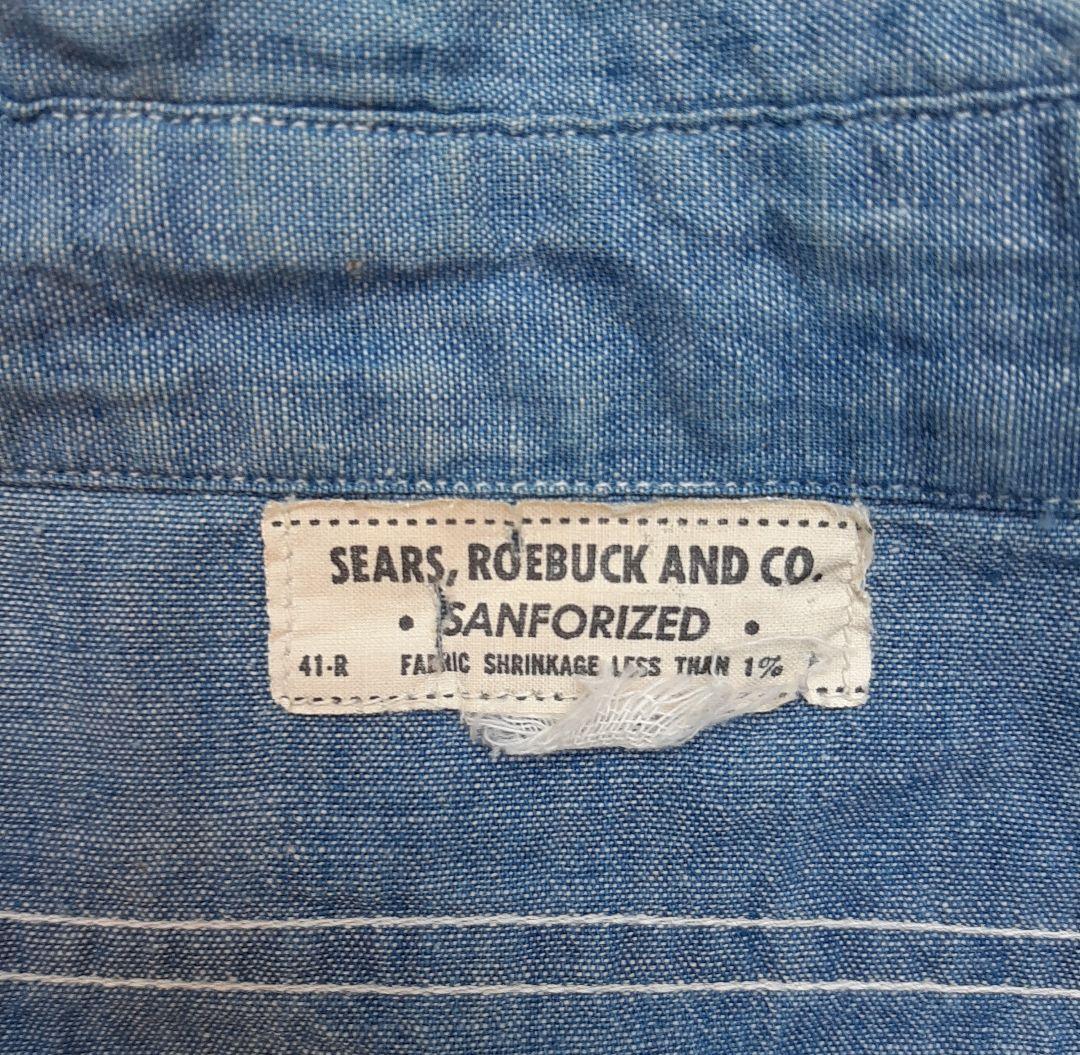 SEARS, ROEBUCK AND CO.
• SANFORIZED •
41-R FABRIC SHRINKAGE LESS THAN 1%